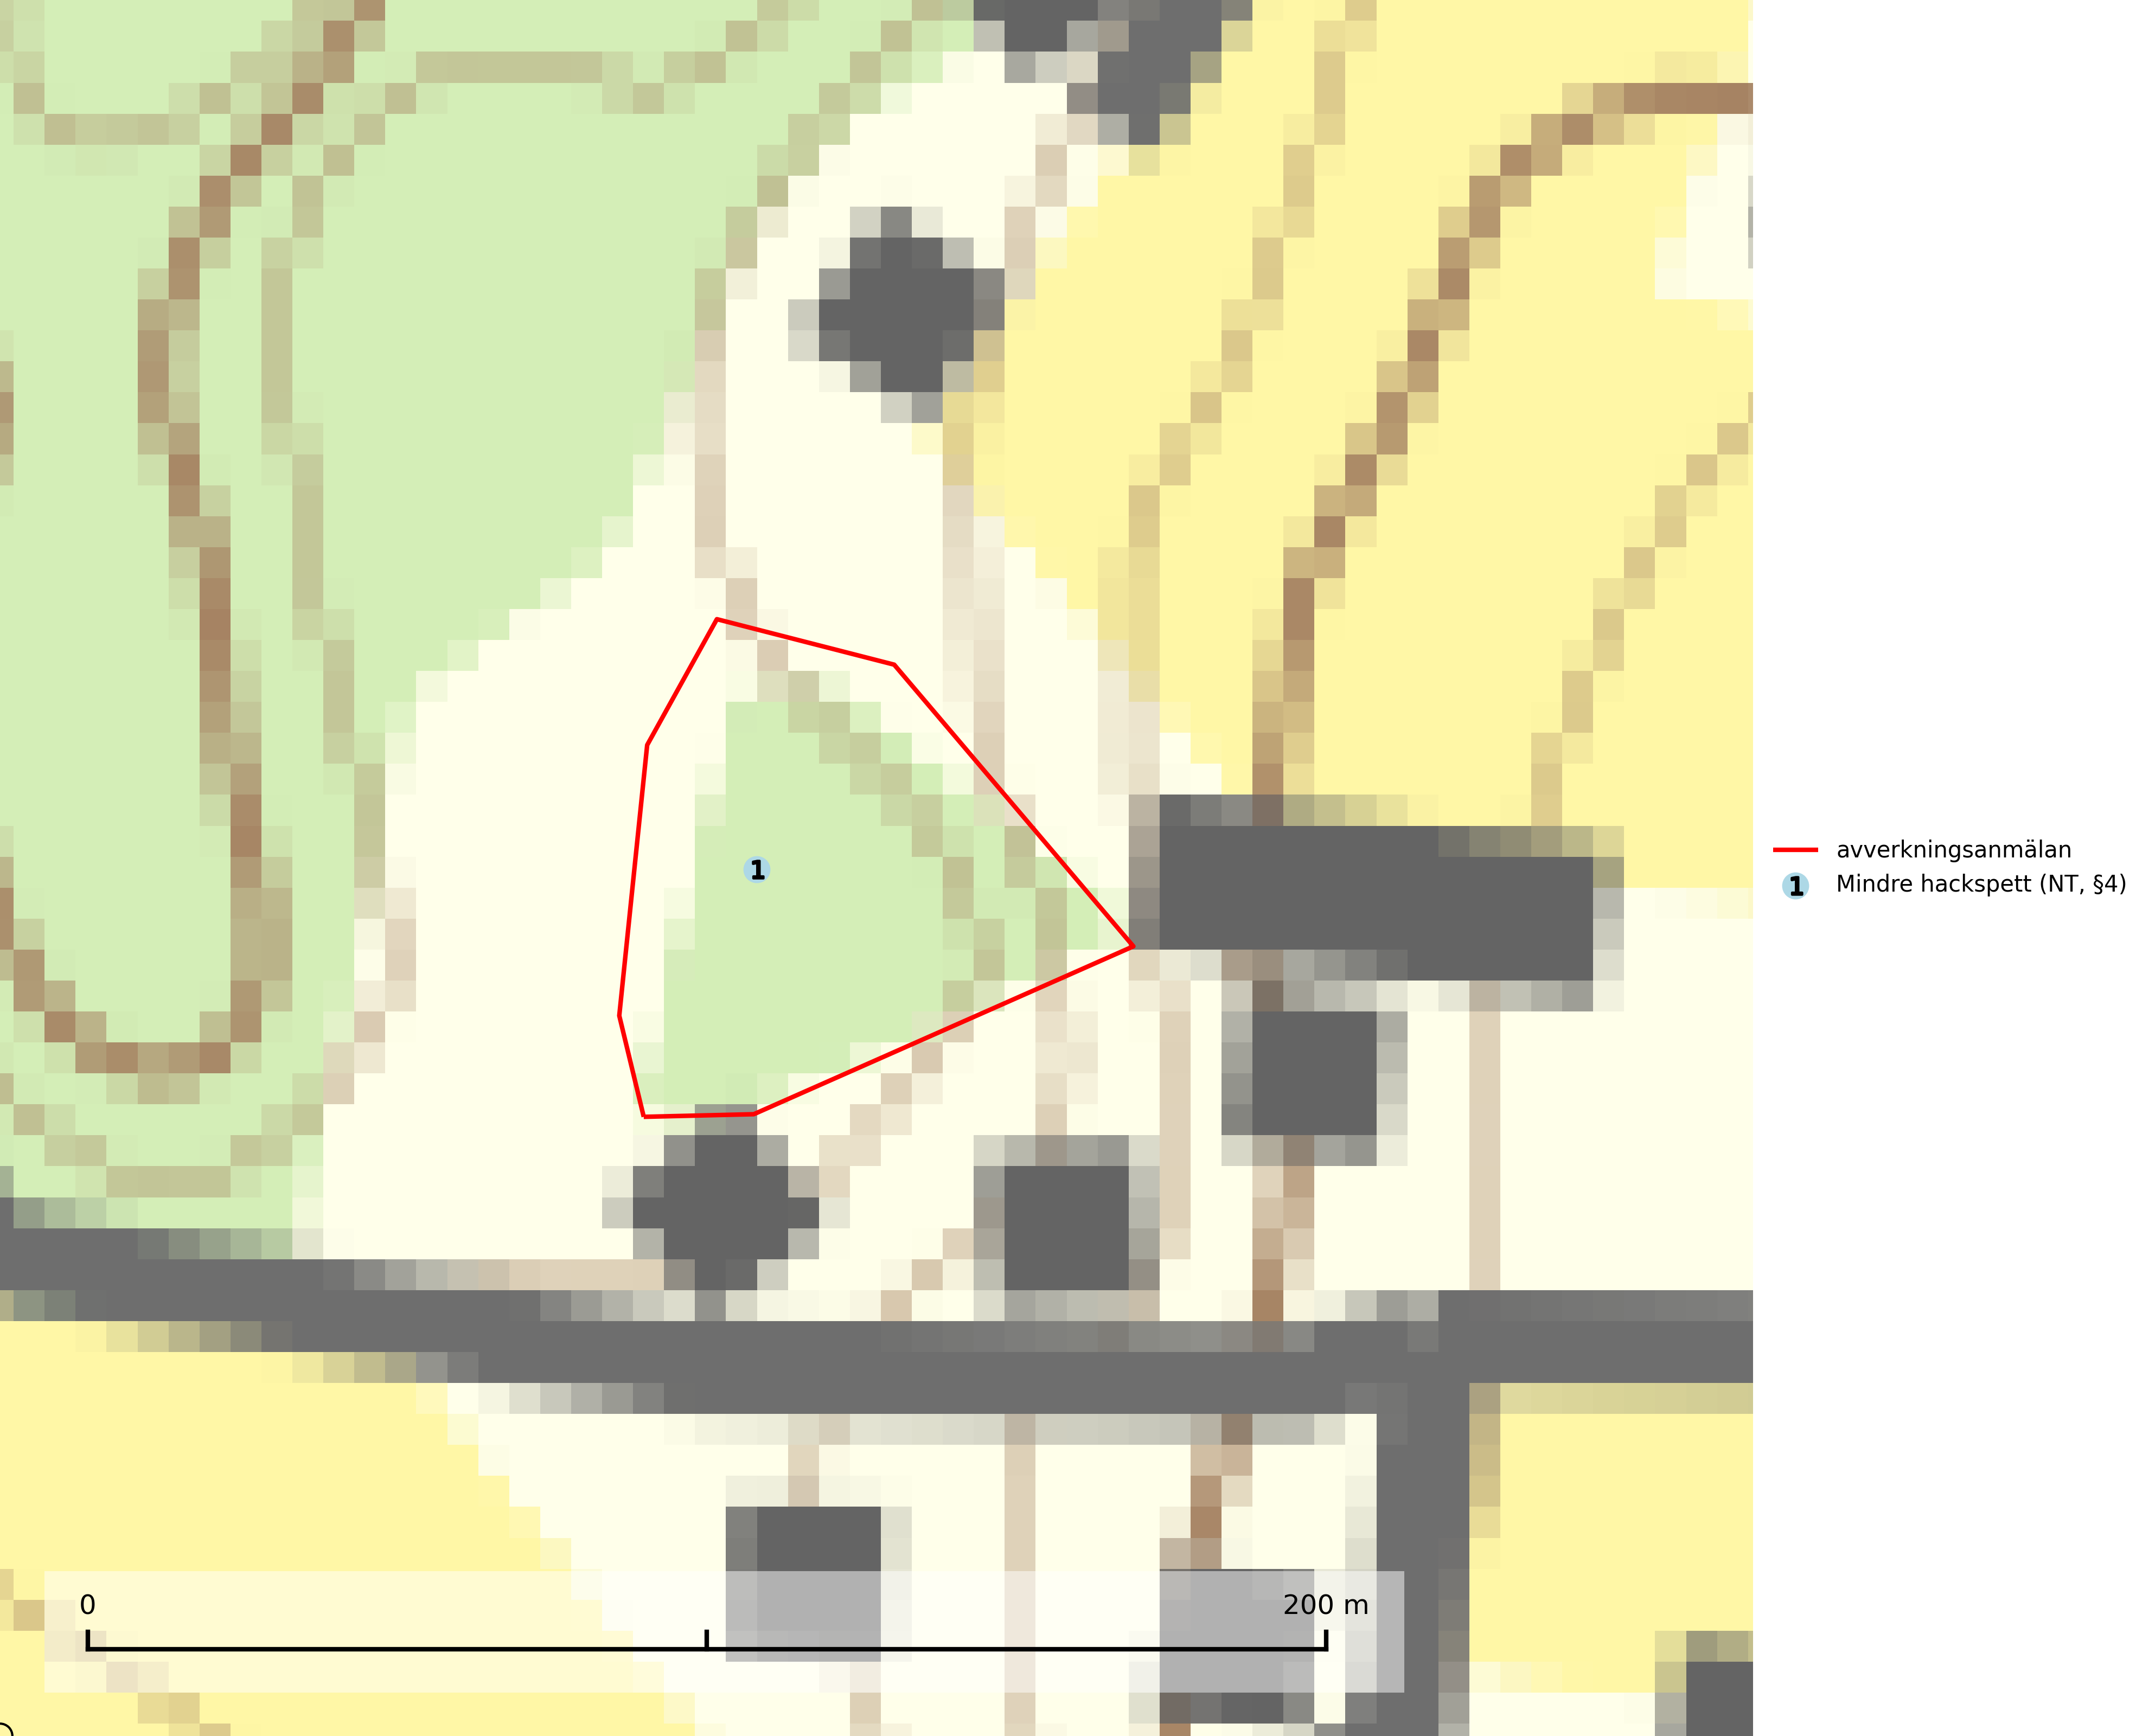 1
avverkningsanmälan
1 Mindre hackspett (NT, §4)
0 200 m